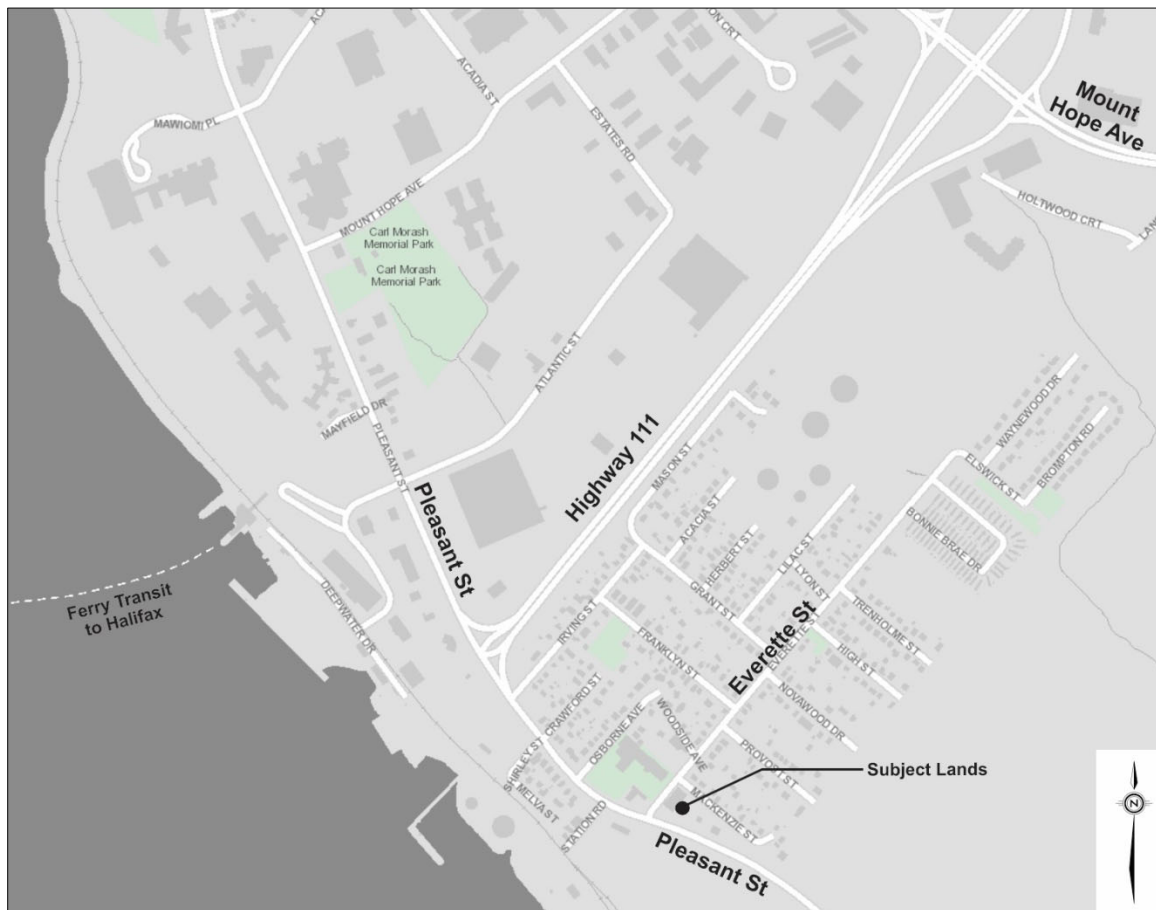 ACADIA ST
MAWIOMI PL
ESTATES RD
Mount
Hope Ave
MOUNT HOPE AVE
HOLTWOOD CRT
Carl Morash
Memorial Park
Carl Morash
Memorial Park
ATLANTIC ST
MAYFIELD DR
PLEASANT ST
Pleasant St
Highway 111
MASON ST
WAYNEWOOD DR
BROMPTON RD
ELSWICK ST
BONNIE BRAE DR
ACACIA ST
HERBERT ST
LILAC ST
LYON ST
GRANT ST
TRENHOLME ST
HIGH ST
Ferry Transit
to Halifax
DEEPWATER DR
IRVING ST
FRANKLYN ST
Everette St
EVERETTE ST
NOVAWOOD DR
CRAWFORD ST
SHIRLEY ST
OSBORNE AVE
WOODSIDE AVE
PROVOST ST
MELVA ST
STATION RD
MACKENZIE ST
Subject Lands
Pleasant St
N